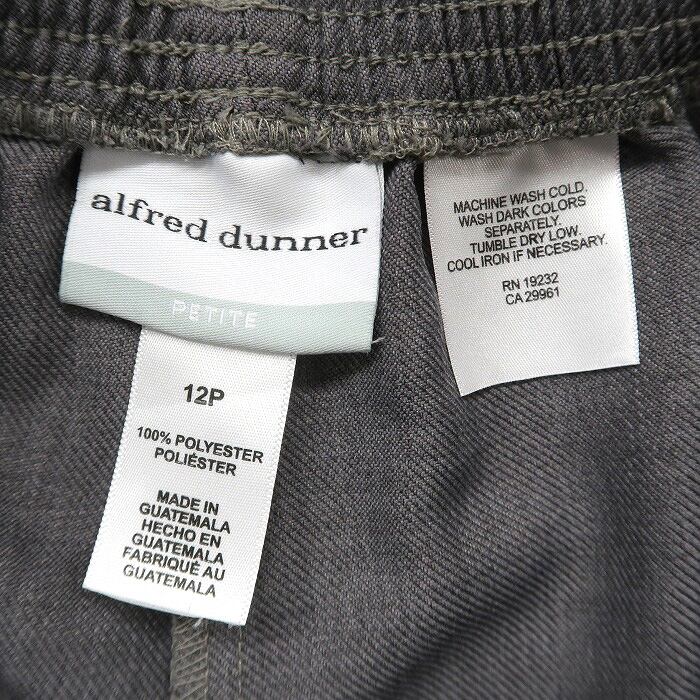 alfred dunner
PETITE
12P
100% POLYESTER
POLIÉSTER
MADE IN
GUATEMALA
HECHO EN
GUATEMALA
FABRIQUÉ AU
GUATEMALA
MACHINE WASH COLD.
WASH DARK COLORS
SEPARATELY.
TUMBLE DRY LOW.
COOL IRON IF NECESSARY.
RN 19232
CA 29961